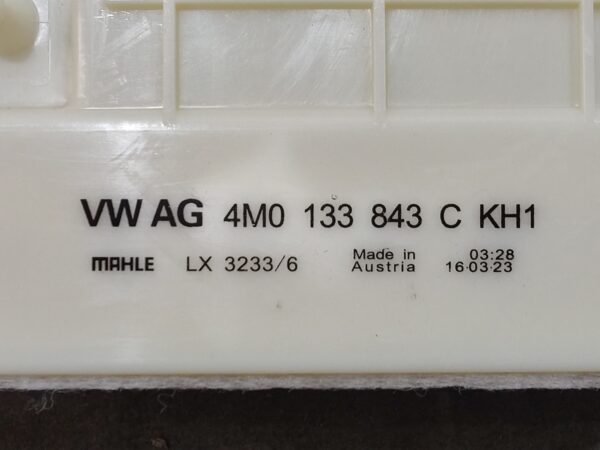 VW AG 4M0 133 843 C KH1
MAHLE LX 3233/6 Made in Austria 03:28 16·03·23